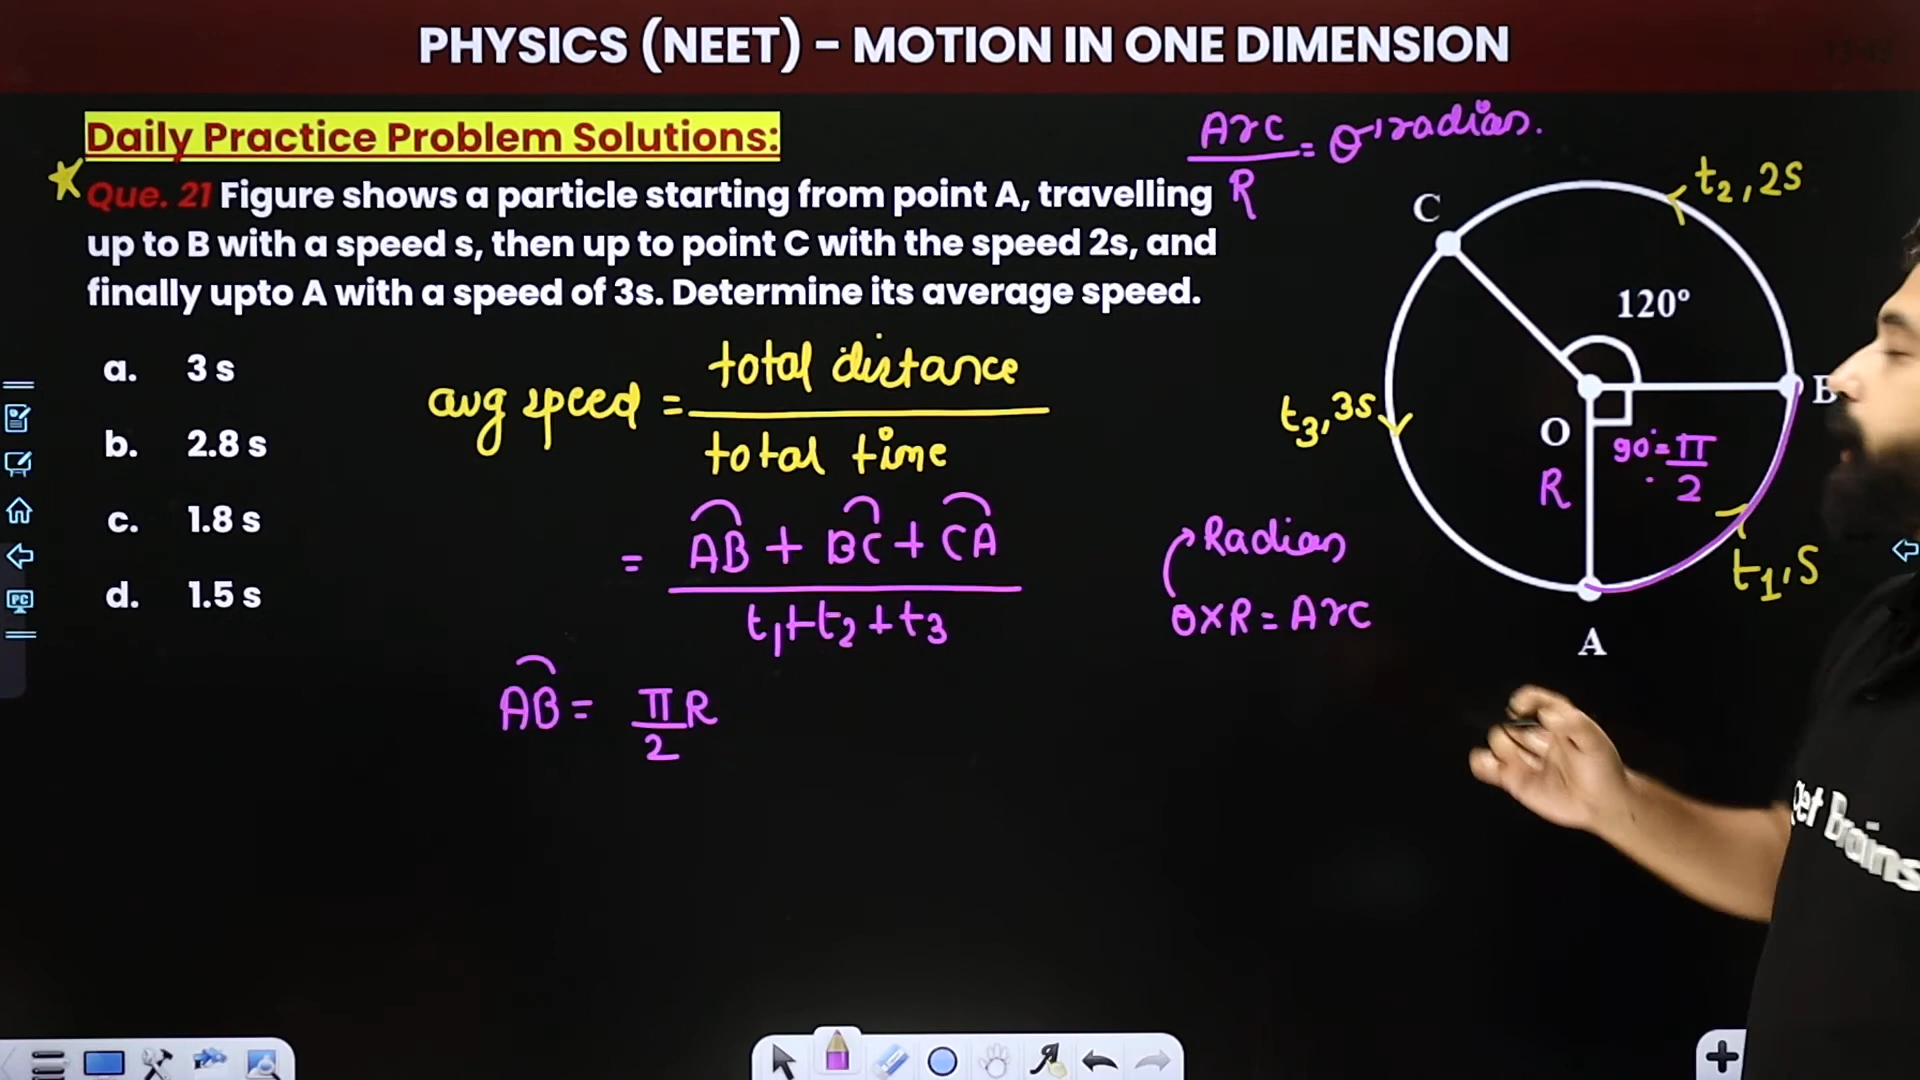 PHYSICS (NEET) - MOTION IN ONE DIMENSION
Daily Practice Problem Solutions:
Que. 21 Figure shows a particle starting from point A, travelling
up to B with a speed s, then up to point C with the speed 2s, and
finally upto A with a speed of 3s. Determine its average speed.
a. 3 s
b. 2.8 s
c. 1.8 s
d. 1.5 s
avg speed = total distance
total time
= AB + BC + CA
t₁+t₂+t₃
AB = π/2 R
Arc/R = θ radian.
Radian
θ×R = Arc
C
t₂, 2s
120°
B
t₃, 3s
O
90° = π/2
R
t₁, S
A
get Brains
PC